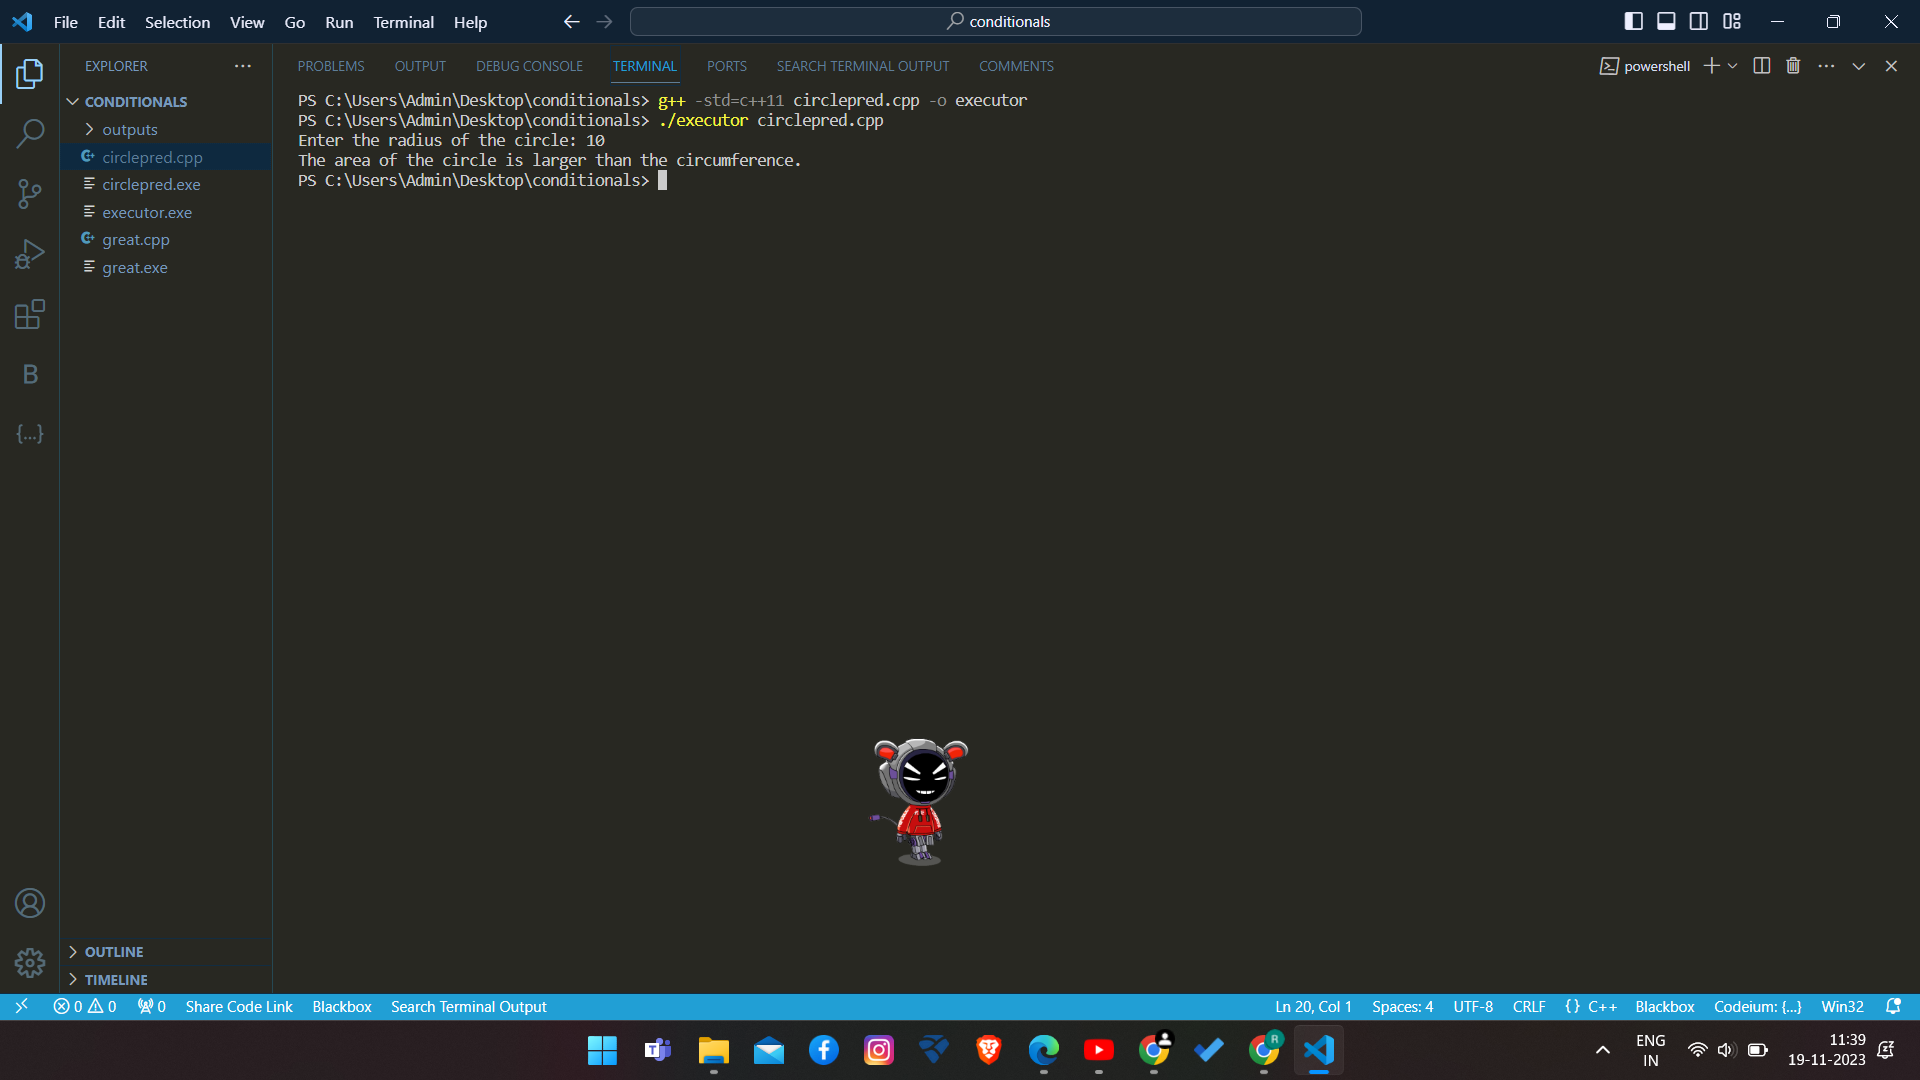 File Edit Selection View Go Run Terminal Help
conditionals
EXPLORER
CONDITIONALS
outputs
circlepred.cpp
circlepred.exe
executor.exe
great.cpp
great.exe
OUTLINE
TIMELINE
PROBLEMS OUTPUT DEBUG CONSOLE TERMINAL PORTS SEARCH TERMINAL OUTPUT COMMENTS
powershell
PS C:\Users\Admin\Desktop\conditionals> g++ -std=c++11 circlepred.cpp -o executor
PS C:\Users\Admin\Desktop\conditionals> ./executor circlepred.cpp
Enter the radius of the circle: 10
The area of the circle is larger than the circumference.
PS C:\Users\Admin\Desktop\conditionals>
B
{...}
0 0 0 Share Code Link Blackbox Search Terminal Output
Ln 20, Col 1 Spaces: 4 UTF-8 CRLF {} C++ Blackbox Codeium: {...} Win32
R
ENG
IN
11:39
19-11-2023